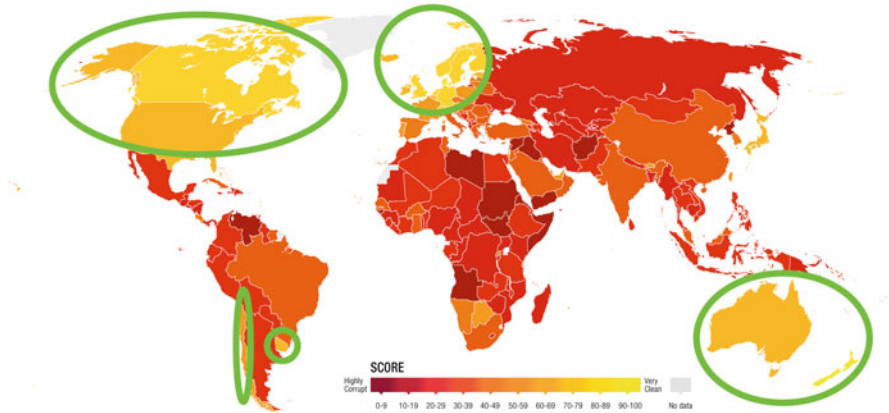 SCORE
Highly
Corrupt
Very
Clean
0-9 10-19 20-29 30-39 40-49 50-59 60-69 70-79 80-89 90-100 No data